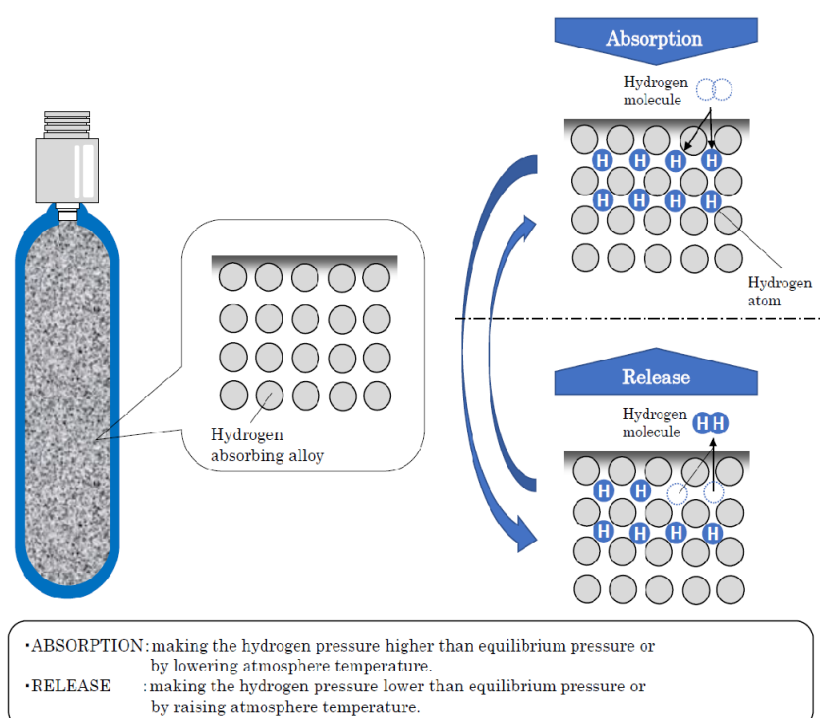 Absorption
Hydrogen
molecule
H H H H
H H H H
Hydrogen
atom
Hydrogen
absorbing alloy
Release
Hydrogen
molecule
HH
H H
H H H H
・ABSORPTION:making the hydrogen pressure higher than equilibrium pressure or
by lowering atmosphere temperature.
・RELEASE :making the hydrogen pressure lower than equilibrium pressure or
by raising atmosphere temperature.